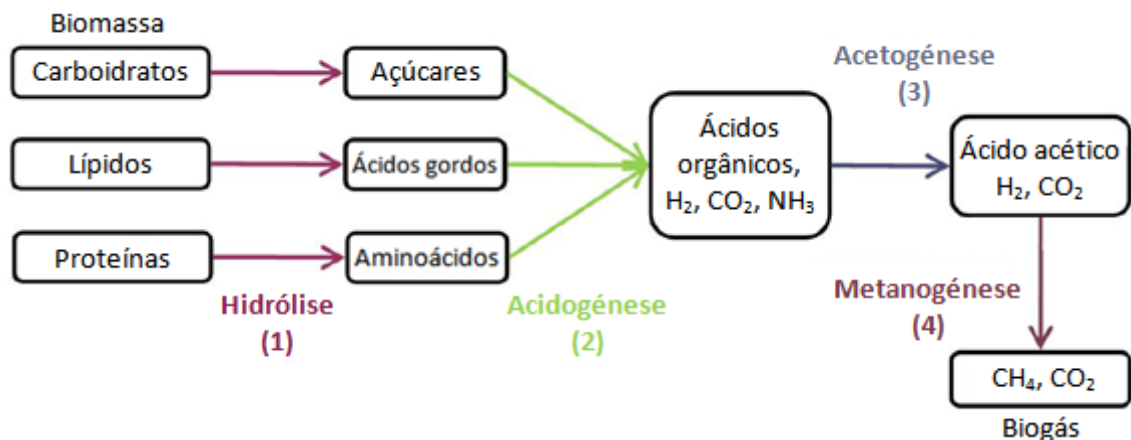 Biomassa
Carboidratos
Açúcares
Lípidos
Ácidos gordos
Proteínas
Aminoácidos
Hidrólise
(1)
Acidogénese
(2)
Ácidos
orgânicos,
H₂, CO₂, NH₃
Acetogénese
(3)
Ácido acético
H₂, CO₂
Metanogénese
(4)
CH₄, CO₂
Biogás